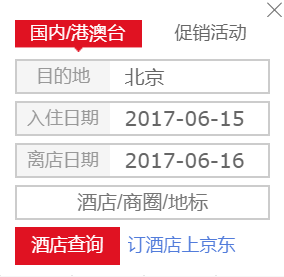 国内/港澳台 促销活动
目的地 北京
入住日期 2017-06-15
离店日期 2017-06-16
酒店/商圈/地标
酒店查询 订酒店上京东